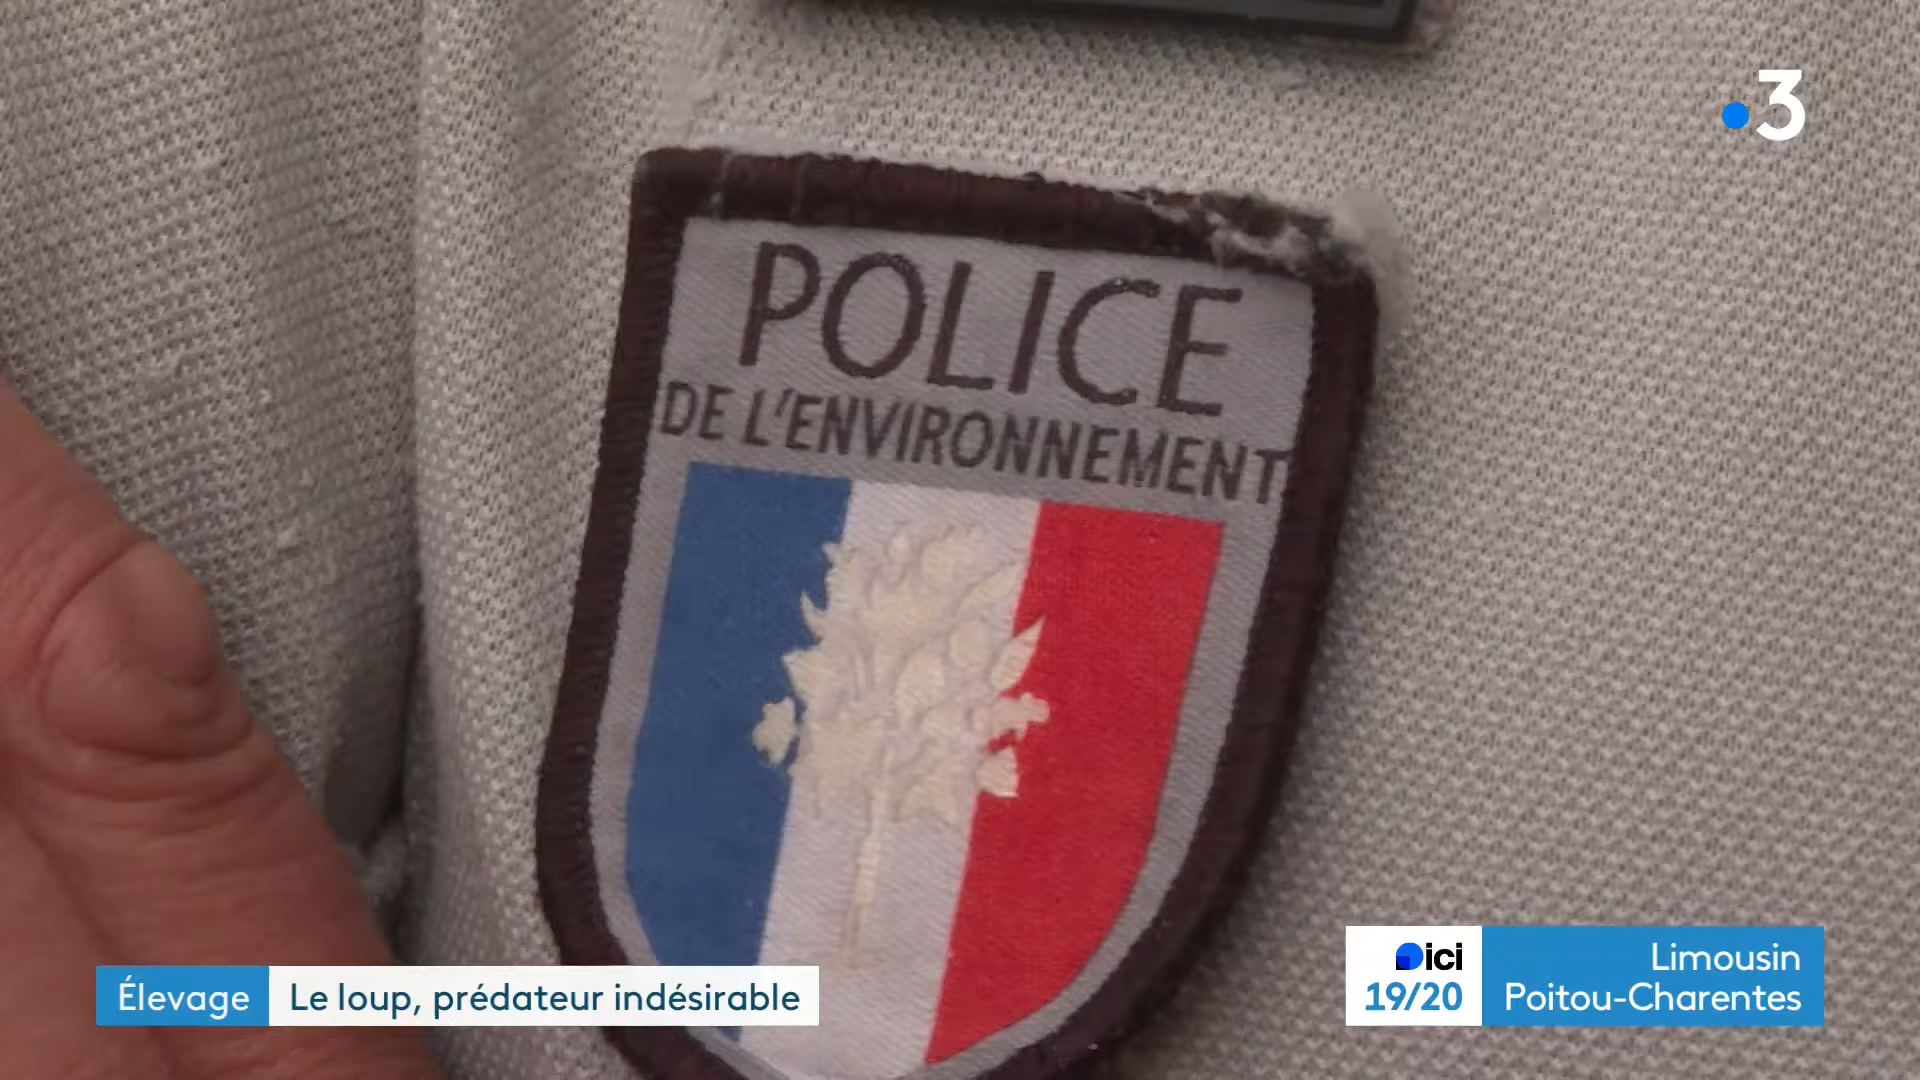 3
POLICE
DE L'ENVIRONNEMENT
Élevage
Le loup, prédateur indésirable
ici
19/20
Limousin
Poitou-Charentes